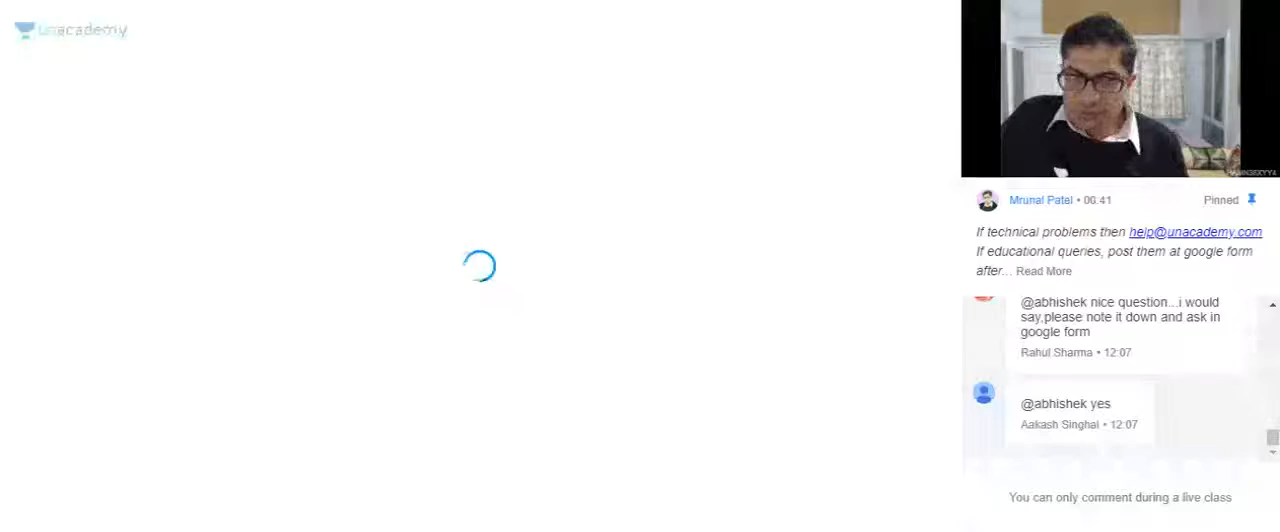 unacademy
Mrunal Patel • 00:41
Pinned
If technical problems then help@unacademy.com
If educational queries, post them at google form
after... Read More
@abhishek nice question...i would
say,please note it down and ask in
google form
Rahul Sharma • 12:07
@abhishek yes
Aakash Singhal • 12:07
You can only comment during a live class